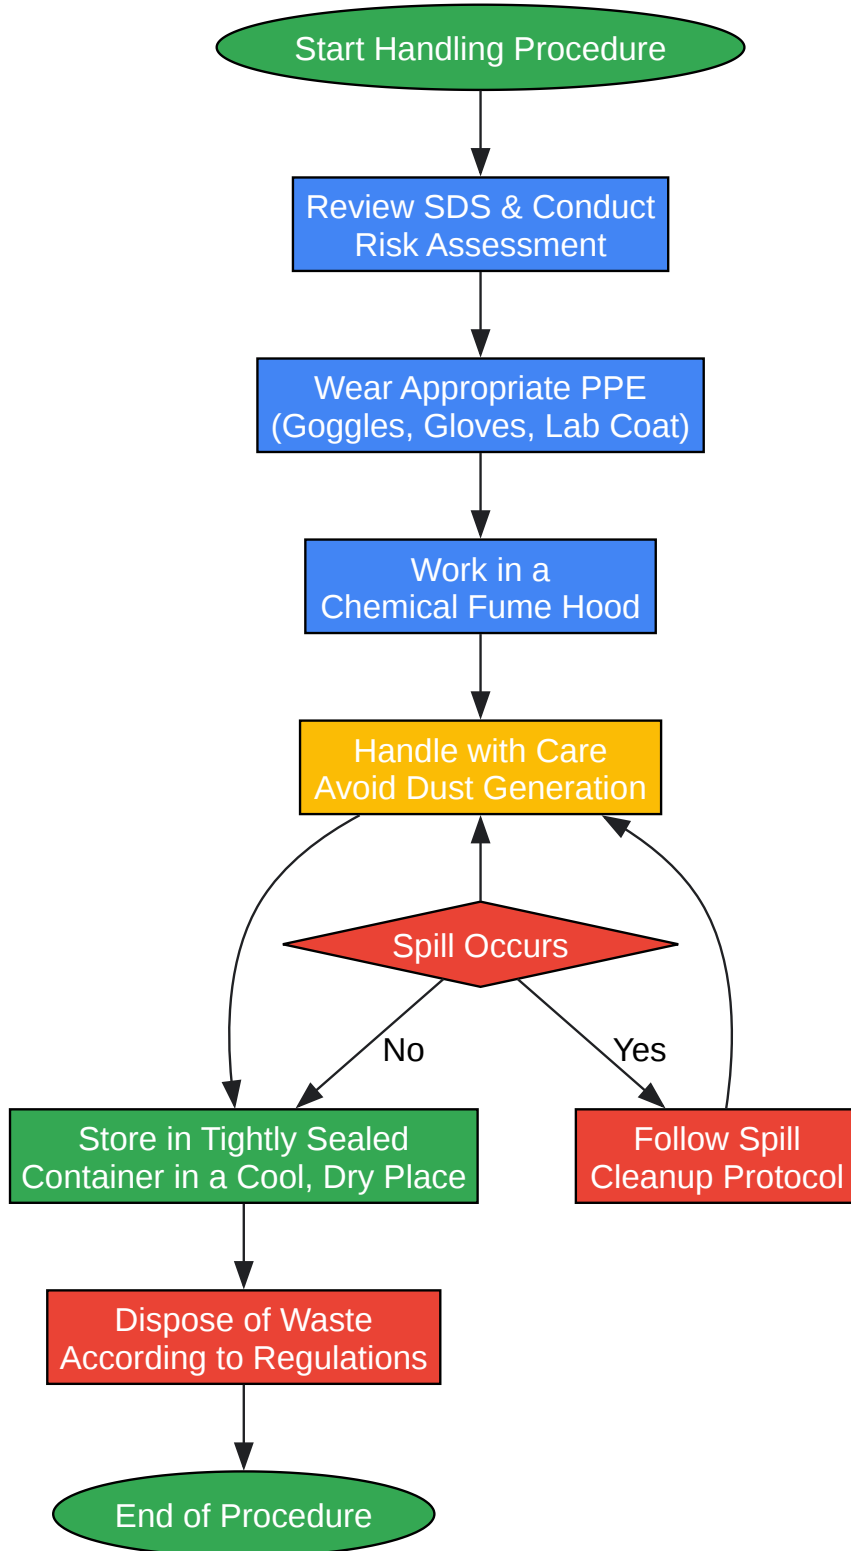 Start Handling Procedure
Review SDS & Conduct
Risk Assessment
Wear Appropriate PPE
(Goggles, Gloves, Lab Coat)
Work in a
Chemical Fume Hood
Handle with Care
Avoid Dust Generation
Spill Occurs
No
Yes
Store in Tightly Sealed
Container in a Cool, Dry Place
Follow Spill
Cleanup Protocol
Dispose of Waste
According to Regulations
End of Procedure